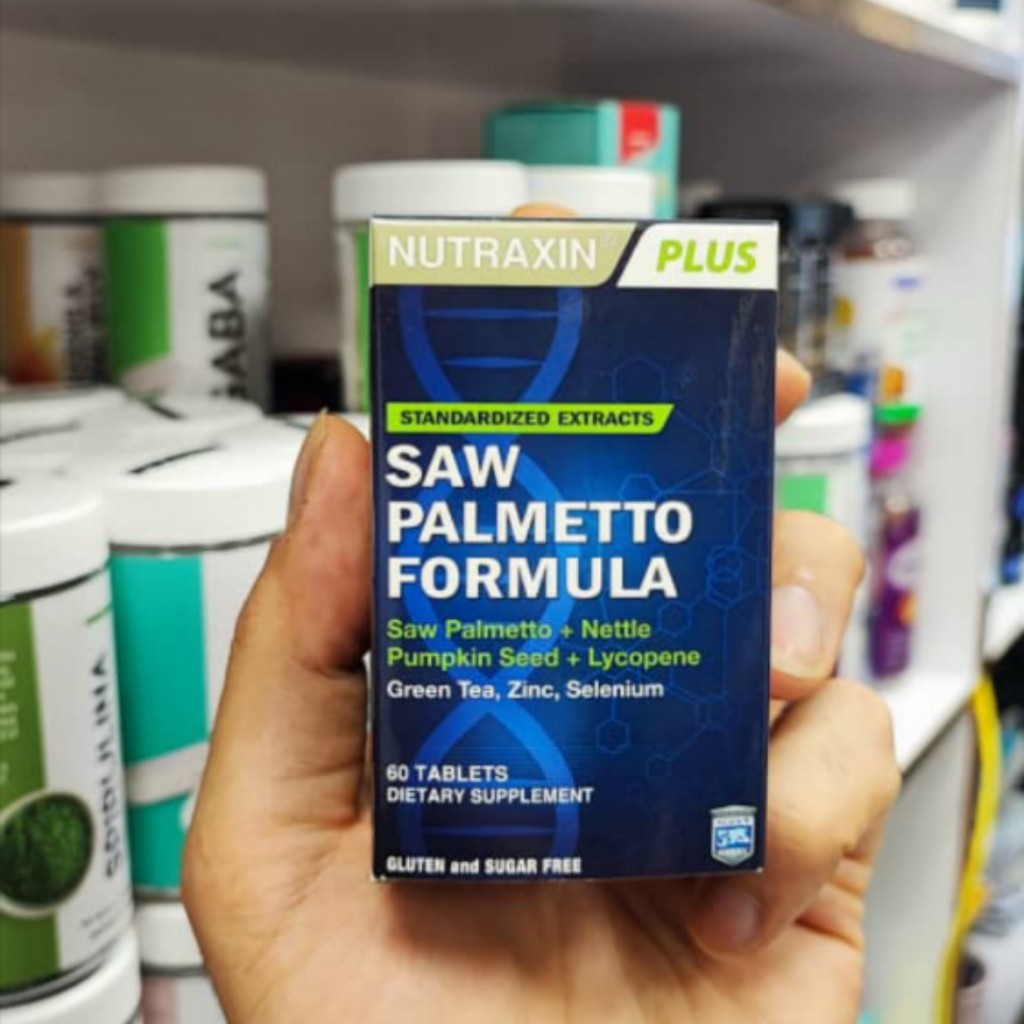 NUTRAXIN®
PLUS
STANDARDIZED EXTRACTS
SAW
PALMETTO
FORMULA
Saw Palmetto + Nettle
Pumpkin Seed + Lycopene
Green Tea, Zinc, Selenium
60 TABLETS
DIETARY SUPPLEMENT
GLUTEN and SUGAR FREE
SPIRULINA